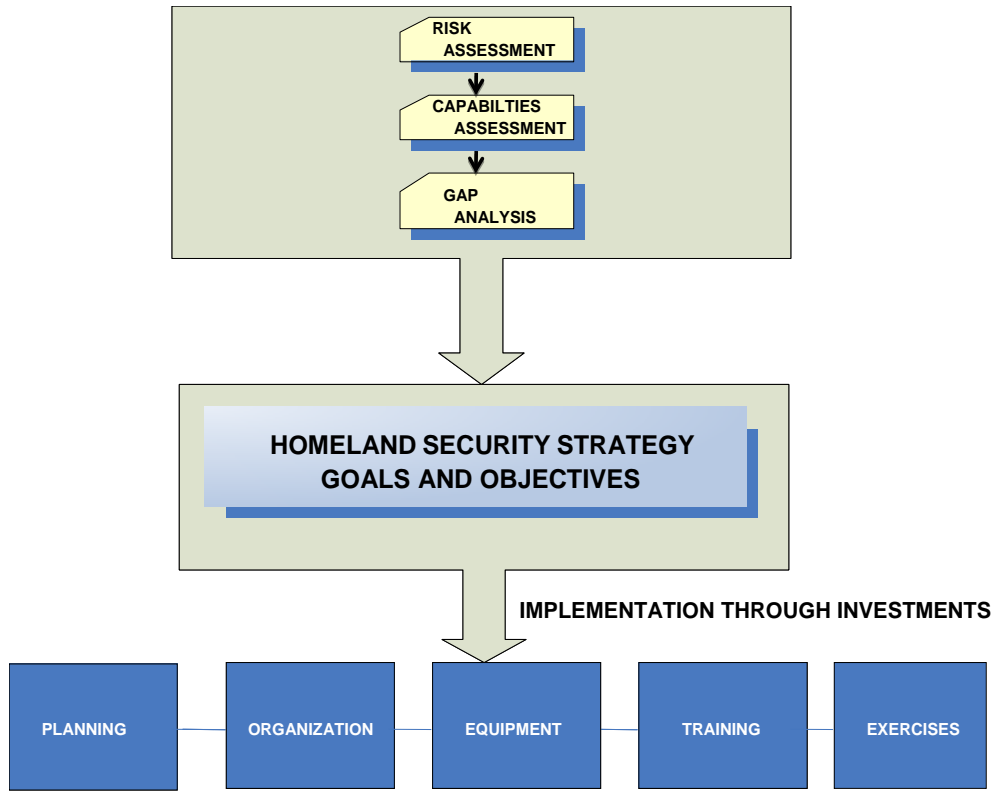 RISK
ASSESSMENT
CAPABILTIES
ASSESSMENT
GAP
ANALYSIS
HOMELAND SECURITY STRATEGY
GOALS AND OBJECTIVES
IMPLEMENTATION THROUGH INVESTMENTS
PLANNING
ORGANIZATION
EQUIPMENT
TRAINING
EXERCISES